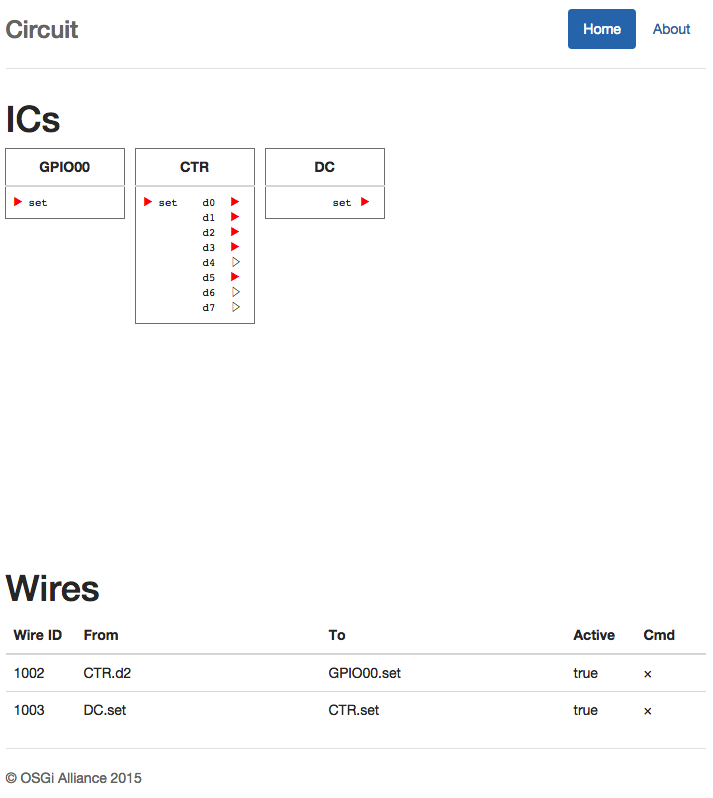 Circuit Home About
ICs
GPIO00 CTR DC
▶ set ▶ set d0 ▶ set ▶
d1 ▶
d2 ▶
d3 ▶
d4 ▷
d5 ▶
d6 ▷
d7 ▷
Wires
Wire ID From To Active Cmd
1002 CTR.d2 GPIO00.set true ×
1003 DC.set CTR.set true ×
© OSGi Alliance 2015